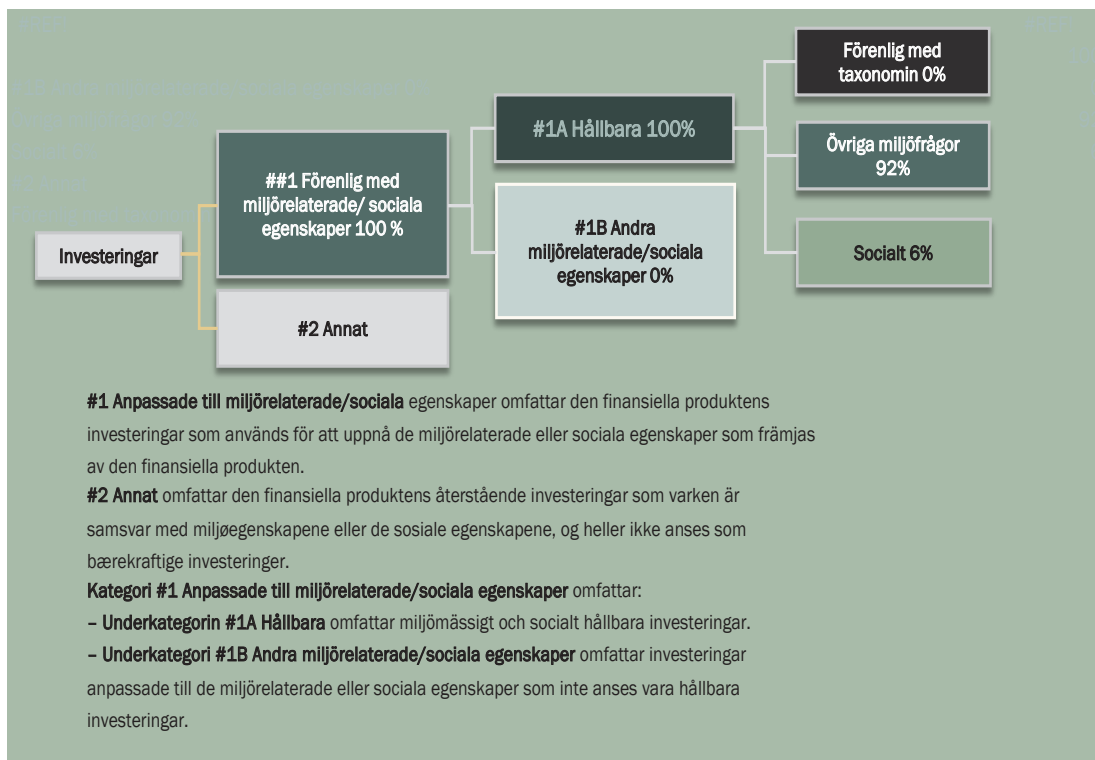 Förenlig med
taxonomin 0%
#1A Hållbara 100%
Övriga miljöfrågor
92%
##1 Förenlig med
miljörelaterade/ sociala
egenskaper 100 %
#1B Andra
miljörelaterade/sociala
egenskaper 0%
Investeringar
Socialt 6%
#2 Annat
#1 Anpassade till miljörelaterade/sociala egenskaper omfattar den finansiella produktens
investeringar som används för att uppnå de miljörelaterade eller sociala egenskaper som främjas
av den finansiella produkten.
#2 Annat omfattar den finansiella produktens återstående investeringar som varken är
samsvar med miljøegenskapene eller de sosiale egenskapene, og heller ikke anses som
bærekraftige investeringer.
Kategori #1 Anpassade till miljörelaterade/sociala egenskaper omfattar:
– Underkategorin #1A Hållbara omfattar miljömässigt och socialt hållbara investeringar.
– Underkategori #1B Andra miljörelaterade/sociala egenskaper omfattar investeringar
anpassade till de miljörelaterade eller sociala egenskaper som inte anses vara hållbara
investeringar.